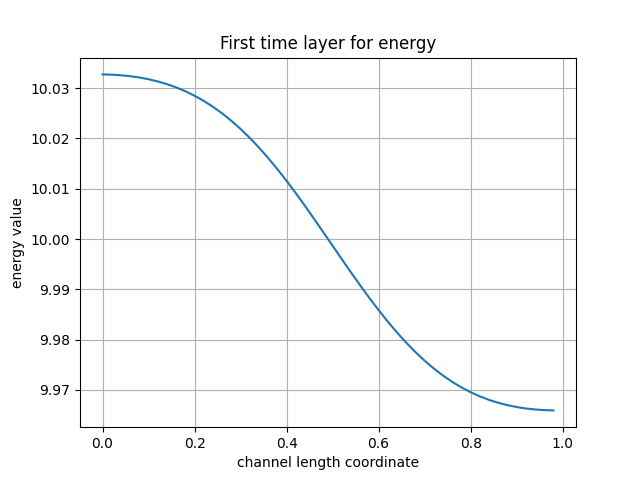 First time layer for energy
10.03
10.02
10.01
10.00
9.99
9.98
9.97
energy value
0.0 0.2 0.4 0.6 0.8 1.0
channel length coordinate